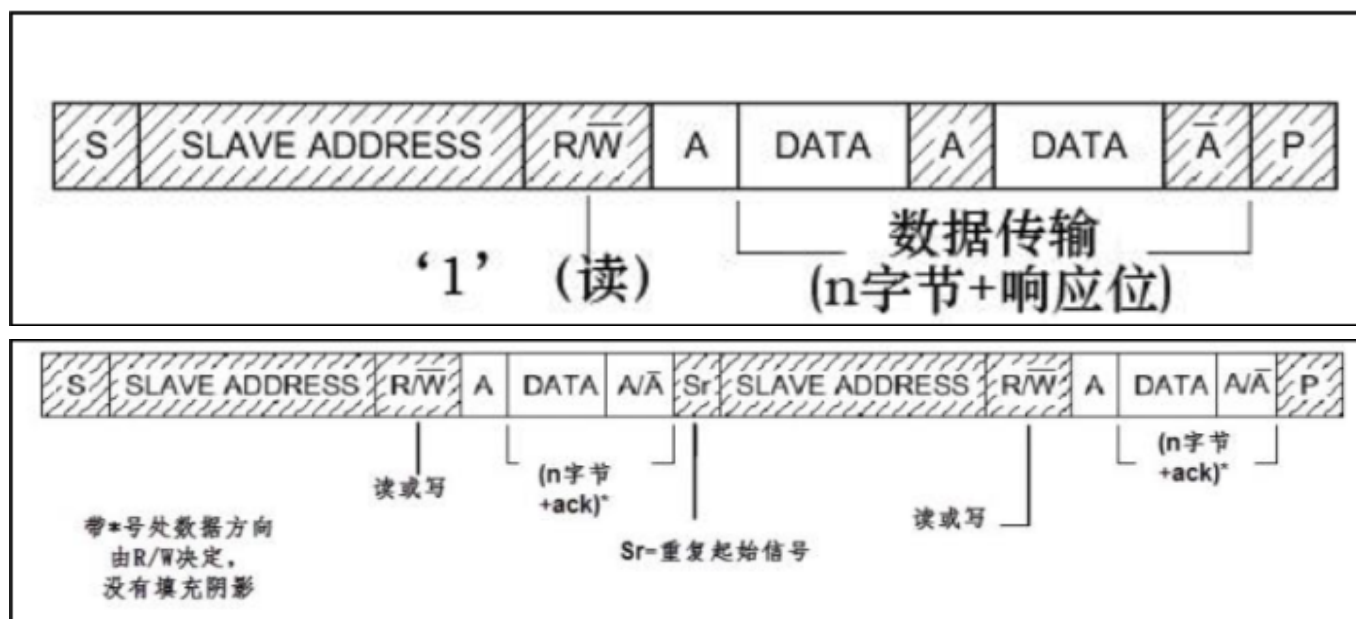 S SLAVE ADDRESS R/W̅ A DATA A DATA A̅ P
‘1’ (读)
数据传输
(n字节+响应位)
S SLAVE ADDRESS R/W̅ A DATA A/A̅ Sr SLAVE ADDRESS R/W̅ A DATA A/A̅ P
读或写
(n字节
+ack)*
读或写
(n字节
+ack)*
带*号处数据方向
由R/W决定,
没有填充阴影
Sr=重复起始信号